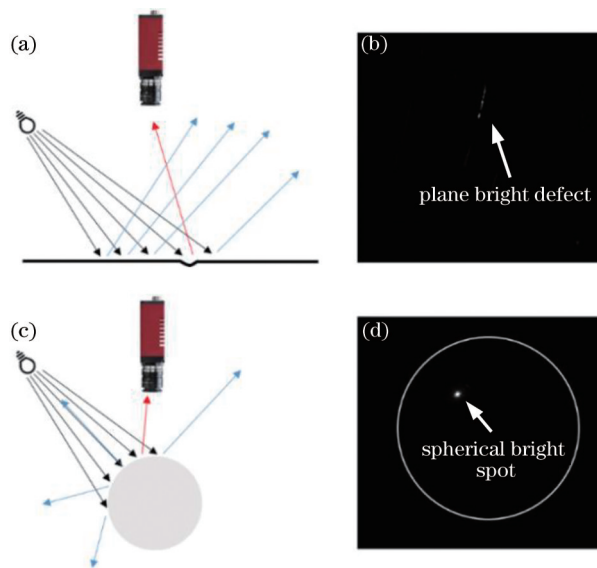 (a)
(b)
plane bright defect
(c)
(d)
spherical bright
spot